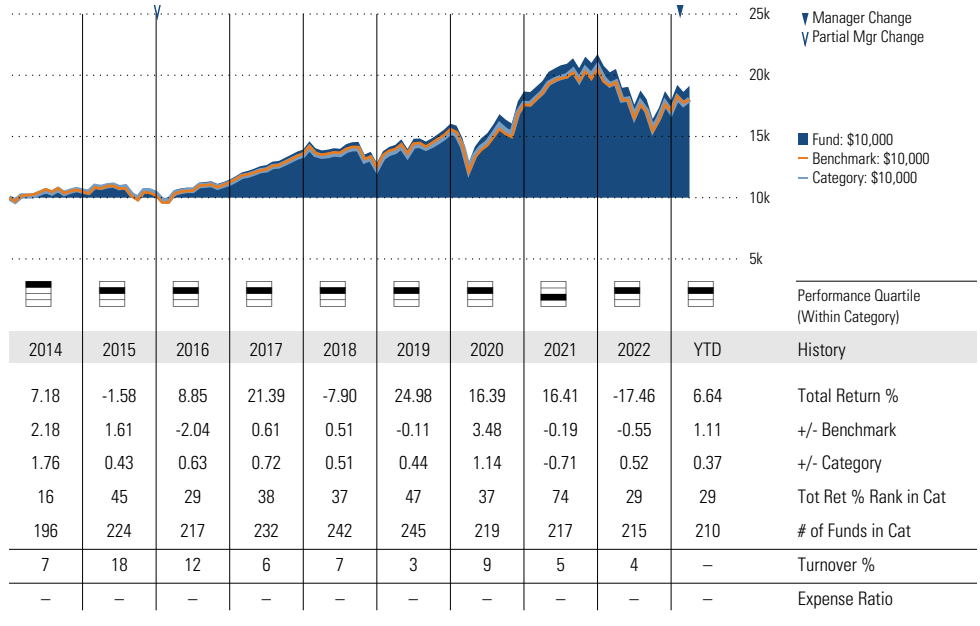 25k
▼ Manager Change
∨ Partial Mgr Change
20k
15k
Fund: $10,000
Benchmark: $10,000
Category: $10,000
10k
5k
Performance Quartile
(Within Category)
2014 2015 2016 2017 2018 2019 2020 2021 2022 YTD History
7.18 -1.58 8.85 21.39 -7.90 24.98 16.39 16.41 -17.46 6.64 Total Return %
2.18 1.61 -2.04 0.61 0.51 -0.11 3.48 -0.19 -0.55 1.11 +/- Benchmark
1.76 0.43 0.63 0.72 0.51 0.44 1.14 -0.71 0.52 0.37 +/- Category
16 45 29 38 37 47 37 74 29 29 Tot Ret % Rank in Cat
196 224 217 232 242 245 219 217 215 210 # of Funds in Cat
7 18 12 6 7 3 9 5 4 – Turnover %
– – – – – – – – – – Expense Ratio